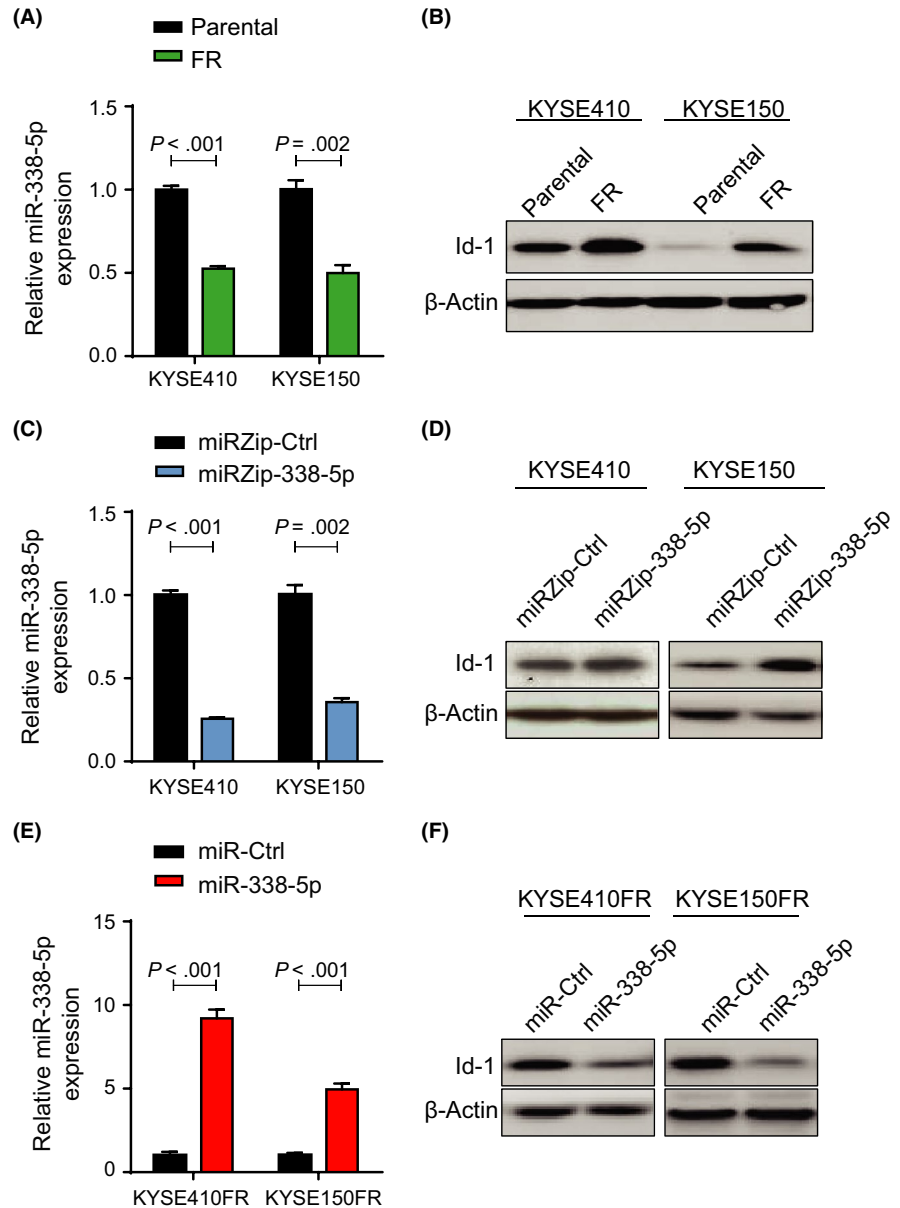 (A)
Parental
FR
Relative miR-338-5p
expression
1.5
1.0
0.5
0.0
P < .001
P = .002
KYSE410
KYSE150
(B)
KYSE410
KYSE150
Parental
FR
Parental
FR
Id-1
β-Actin
(C)
miRZip-Ctrl
miRZip-338-5p
Relative miR-338-5p
expression
1.5
1.0
0.5
0.0
P < .001
P = .002
KYSE410
KYSE150
(D)
KYSE410
KYSE150
miRZip-Ctrl
miRZip-338-5p
miRZip-Ctrl
miRZip-338-5p
Id-1
β-Actin
(E)
miR-Ctrl
miR-338-5p
Relative miR-338-5p
expression
15
10
5
0
P < .001
P < .001
KYSE410FR
KYSE150FR
(F)
KYSE410FR
KYSE150FR
miR-Ctrl
miR-338-5p
miR-Ctrl
miR-338-5p
Id-1
β-Actin